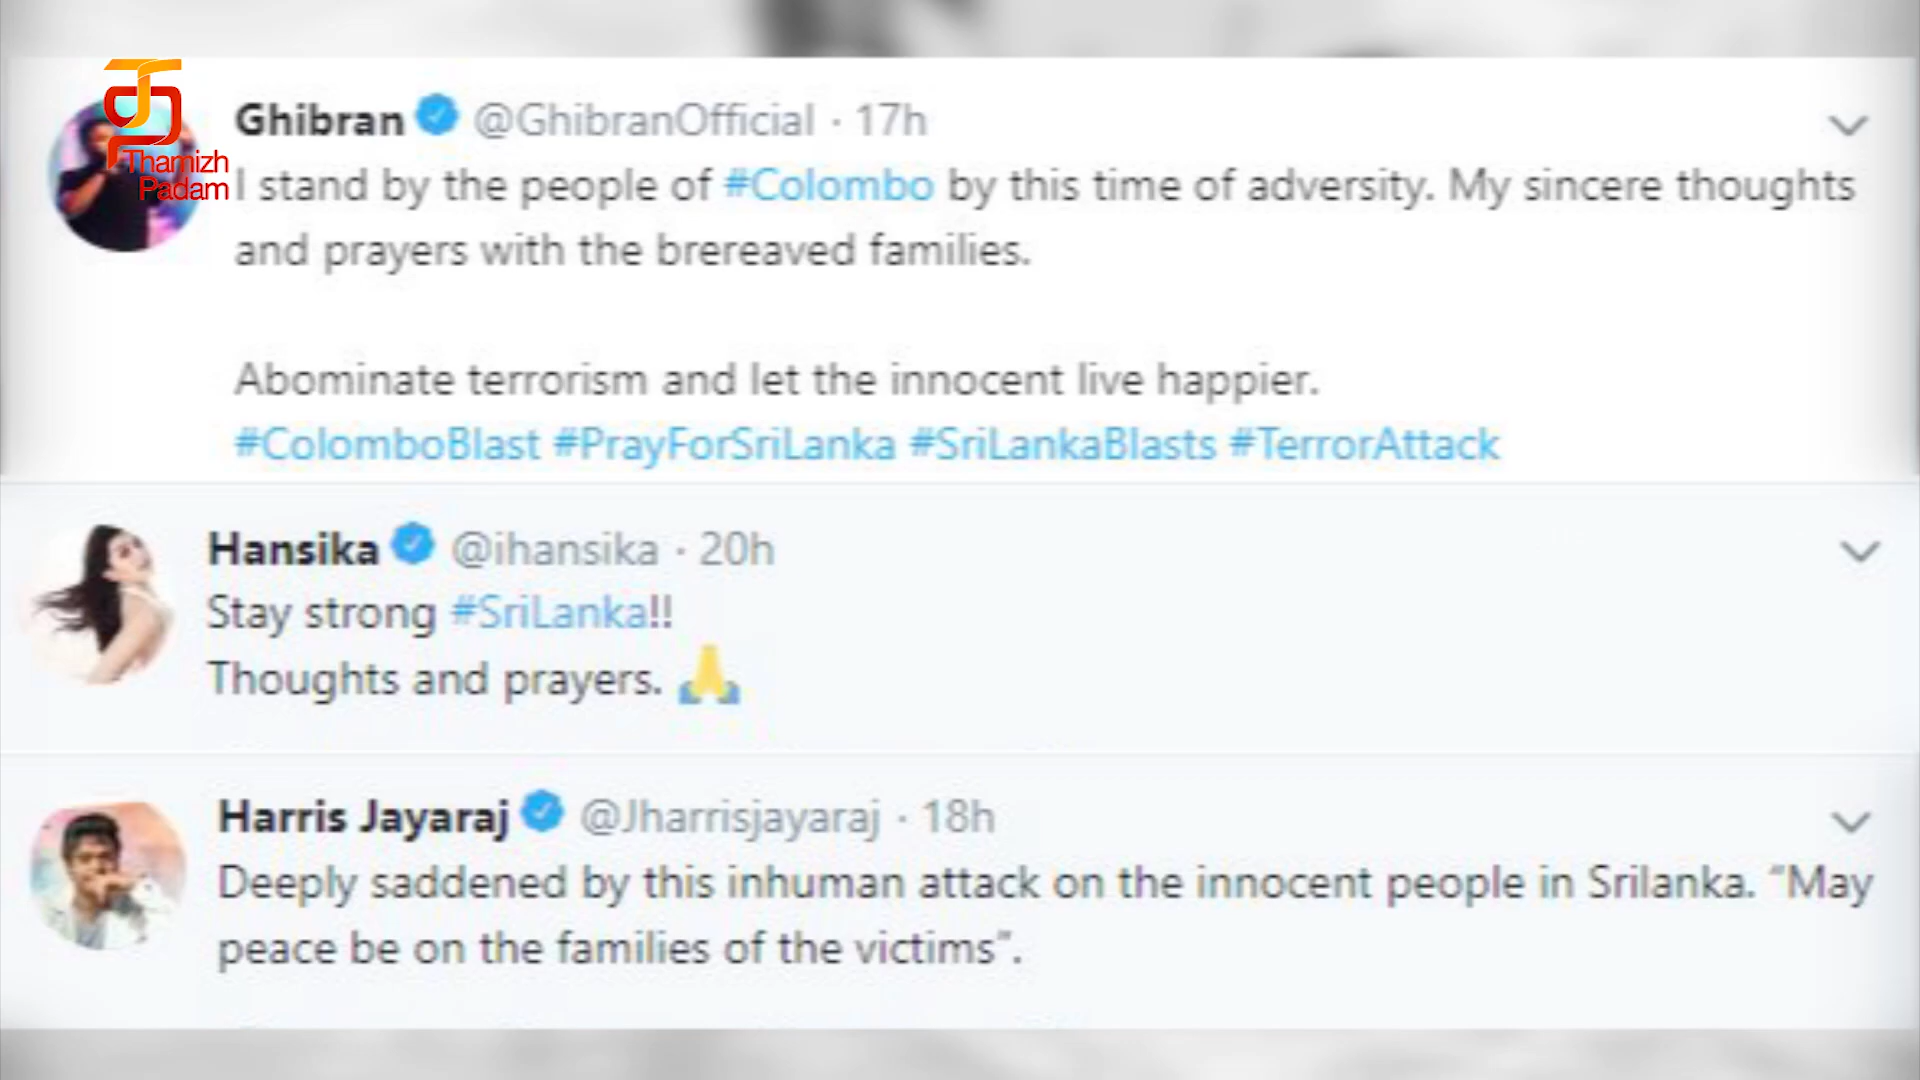 Thamizh
Padam
Ghibran @GhibranOfficial · 17h
I stand by the people of #Colombo by this time of adversity. My sincere thoughts
and prayers with the brereaved families.
Abominate terrorism and let the innocent live happier.
#ColomboBlast #PrayForSriLanka #SriLankaBlasts #TerrorAttack
Hansika @ihansika · 20h
Stay strong #SriLanka!!
Thoughts and prayers. 🙏
Harris Jayaraj @Jharrisjayaraj · 18h
Deeply saddened by this inhuman attack on the innocent people in Srilanka. “May
peace be on the families of the victims”.